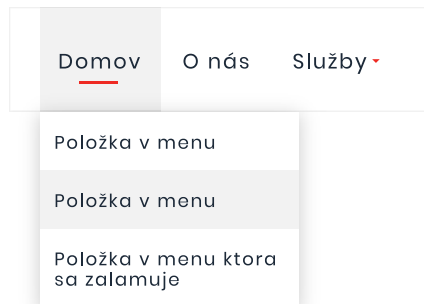 Domov O nás Služby
Položka v menu
Položka v menu
Položka v menu ktora
sa zalamuje